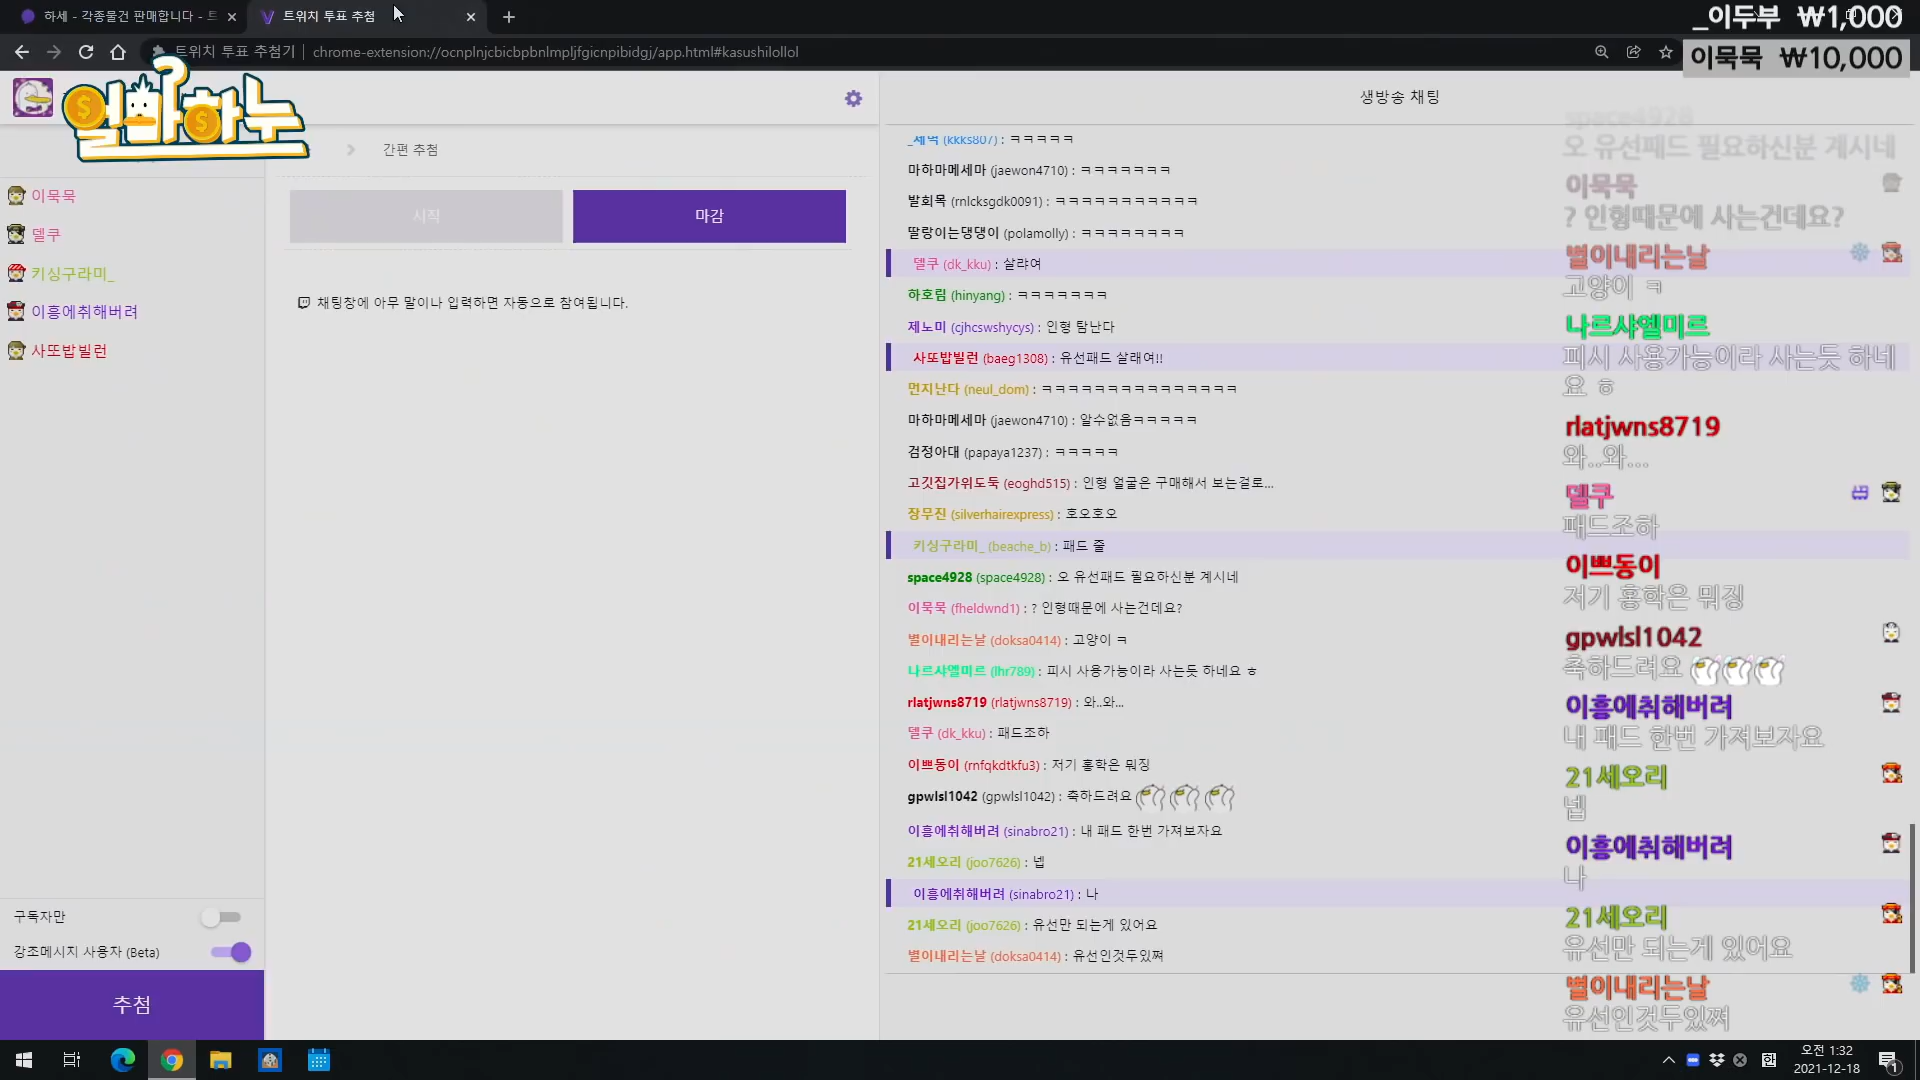 하세 - 각종물건 판매합니다 - 트
트위치 투표 추첨
_이두부 ₩1,000
이묵묵 ₩10,000
트위치 투표 추첨기
chrome-extension://ocnplnjcbicbpbnlmpljfgicnpibidgj/app.html#kasushilollol
얼마하누
간편 추첨
이묵묵
델쿠
키싱구라미_
이흥에취해버려
사또밥빌런
시작
마감
채팅창에 아무 말이나 입력하면 자동으로 참여됩니다.
구독자만
강조메시지 사용자 (Beta)
추첨
생방송 채팅
_세벽 (kkks807) : ㅋㅋㅋㅋㅋ
마하마메세마 (jaewon4710) : ㅋㅋㅋㅋㅋㅋㅋ
발회목 (rnlcksgdk0091) : ㅋㅋㅋㅋㅋㅋㅋㅋㅋㅋㅋ
딸랑이는댕댕이 (polamolly) : ㅋㅋㅋㅋㅋㅋㅋㅋ
델쿠 (dk_kku) : 살랴여
하호림 (hinyang) : ㅋㅋㅋㅋㅋㅋㅋ
제노미 (cjhcswshycys) : 인형 탐난다
사또밥빌런 (baeg1308) : 유선패드 살래여!!
먼지난다 (neul_dom) : ㅋㅋㅋㅋㅋㅋㅋㅋㅋㅋㅋㅋㅋㅋㅋ
마하마메세마 (jaewon4710) : 알수없음ㅋㅋㅋㅋㅋ
검정아대 (papaya1237) : ㅋㅋㅋㅋㅋ
고깃집가위도둑 (eoghd515) : 인형 얼굴은 구매해서 보는걸로...
장무진 (silverhairexpress) : 호오호오
키싱구라미_ (beache_b) : 패드 줄
space4928 (space4928) : 오 유선패드 필요하신분 계시네
이묵묵 (fheldwnd1) : ? 인형때문에 사는건데요?
별이내리는날 (doksa0414) : 고양이 ㅋ
나르샤엘미르 (lhr789) : 피시 사용가능이라 사는듯 하네요 ㅎ
rlatjwns8719 (rlatjwns8719) : 와..와...
델쿠 (dk_kku) : 패드조하
이쁘동이 (rnfqkdtkfu3) : 저기 홍학은 뭐징
gpwlsl1042 (gpwlsl1042) : 축하드려요
이흥에취해버려 (sinabro21) : 내 패드 한번 가져보자요
21세오리 (joo7626) : 넵
이흥에취해버려 (sinabro21) : 나
21세오리 (joo7626) : 유선만 되는게 있어요
별이내리는날 (doksa0414) : 유선인것두있쪄
space4928
오 유선패드 필요하신분 계시네
이묵묵
? 인형때문에 사는건데요?
별이내리는날
고양이 ㅋ
나르샤엘미르
피시 사용가능이라 사는듯 하네
요 ㅎ
rlatjwns8719
와..와...
델쿠
패드조하
이쁘동이
저기 홍학은 뭐징
gpwlsl1042
축하드려요
이흥에취해버려
내 패드 한번 가져보자요
21세오리
넵
이흥에취해버려
나
21세오리
유선만 되는게 있어요
별이내리는날
유선인것두있쪄
한
오전 1:32
2021-12-18
1